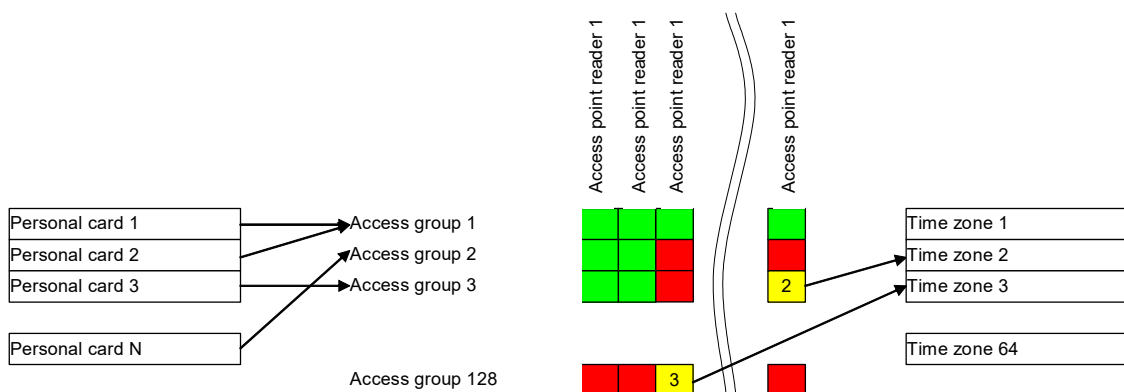 Access point reader 1
Access point reader 1
Access point reader 1
Access point reader 1
Personal card 1
Access group 1
Time zone 1
Personal card 2
Access group 2
Time zone 2
Personal card 3
Access group 3
2
Time zone 3
Personal card N
Time zone 64
Access group 128
3